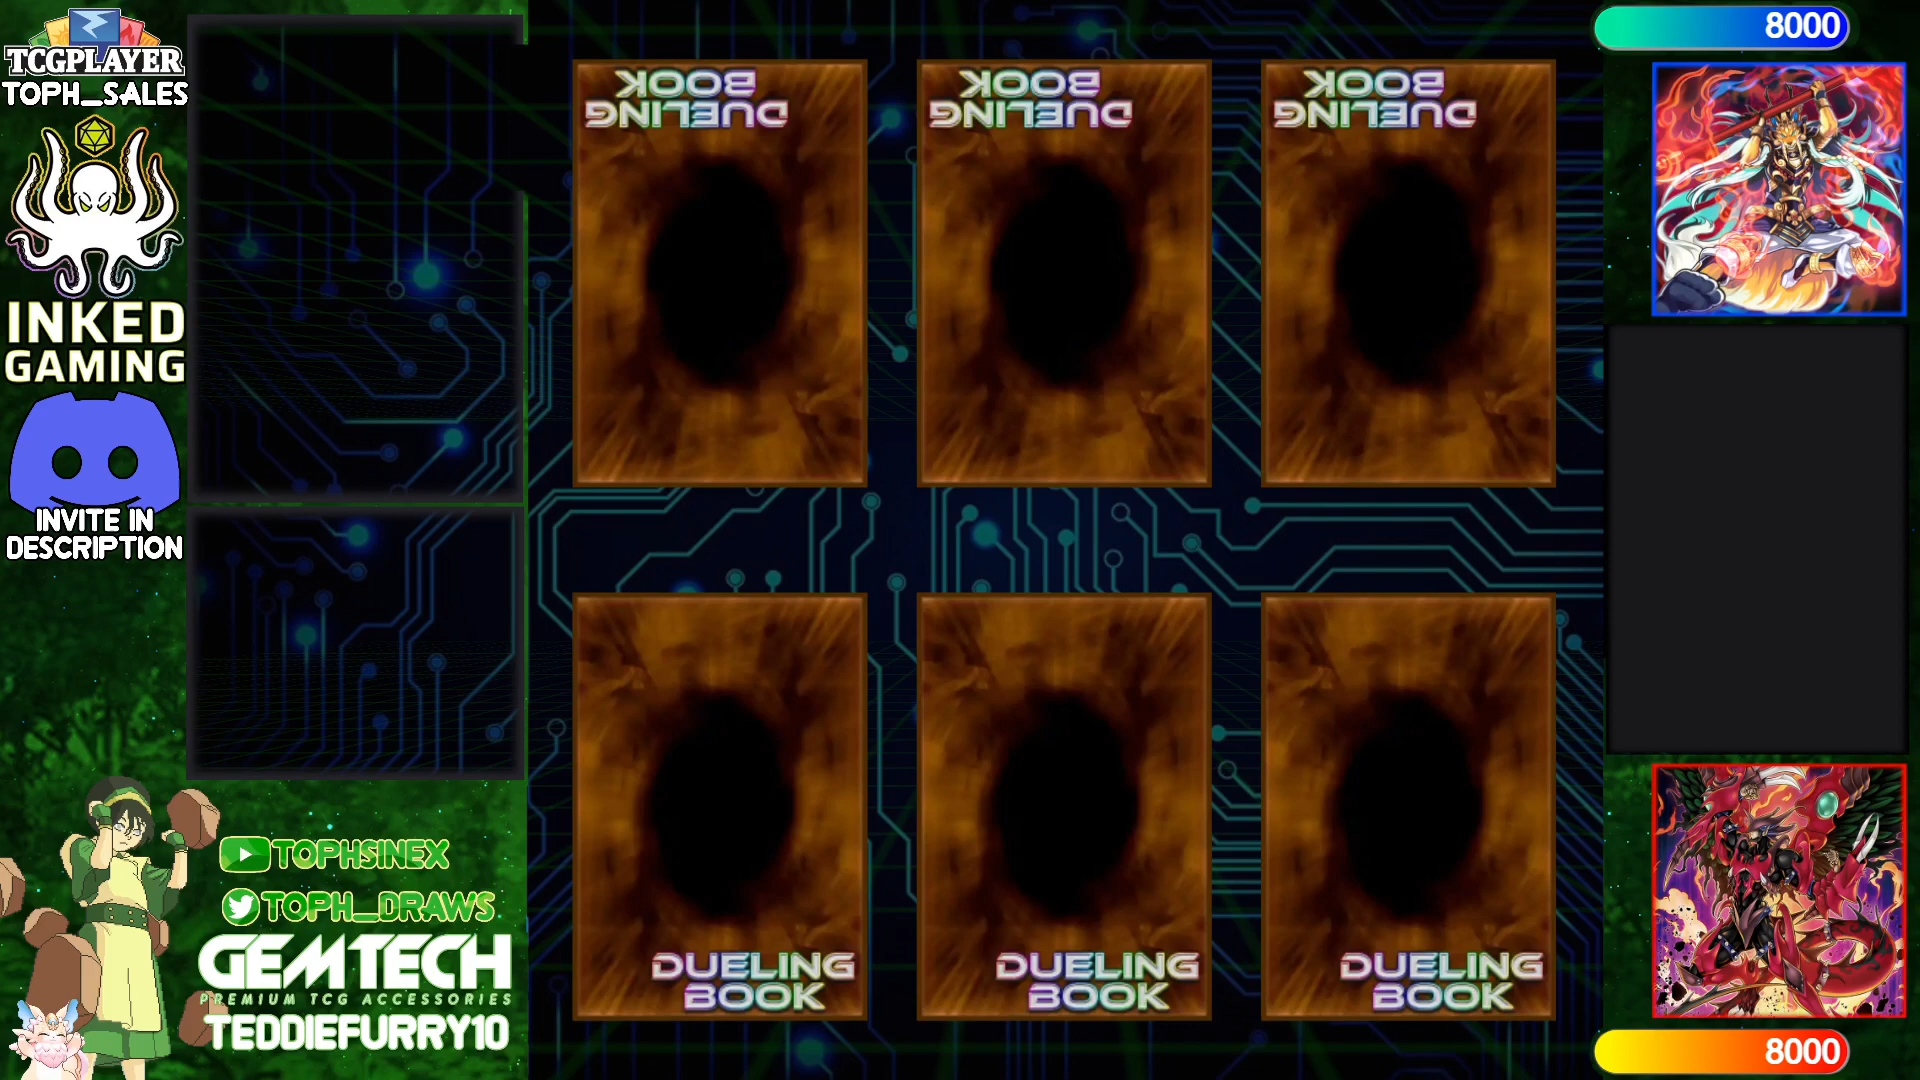 TCGPLAYER
TOPH_SALES
INKED
GAMING
INVITE IN
DESCRIPTION
TOPHSINEX
TOPH_DRAWS
GEMTECH
PREMIUM TCG ACCESSORIES
TEDDIEFURRY10
DUELING
BOOK
DUELING
BOOK
DUELING
BOOK
DUELING
BOOK
DUELING
BOOK
DUELING
BOOK
8000
8000